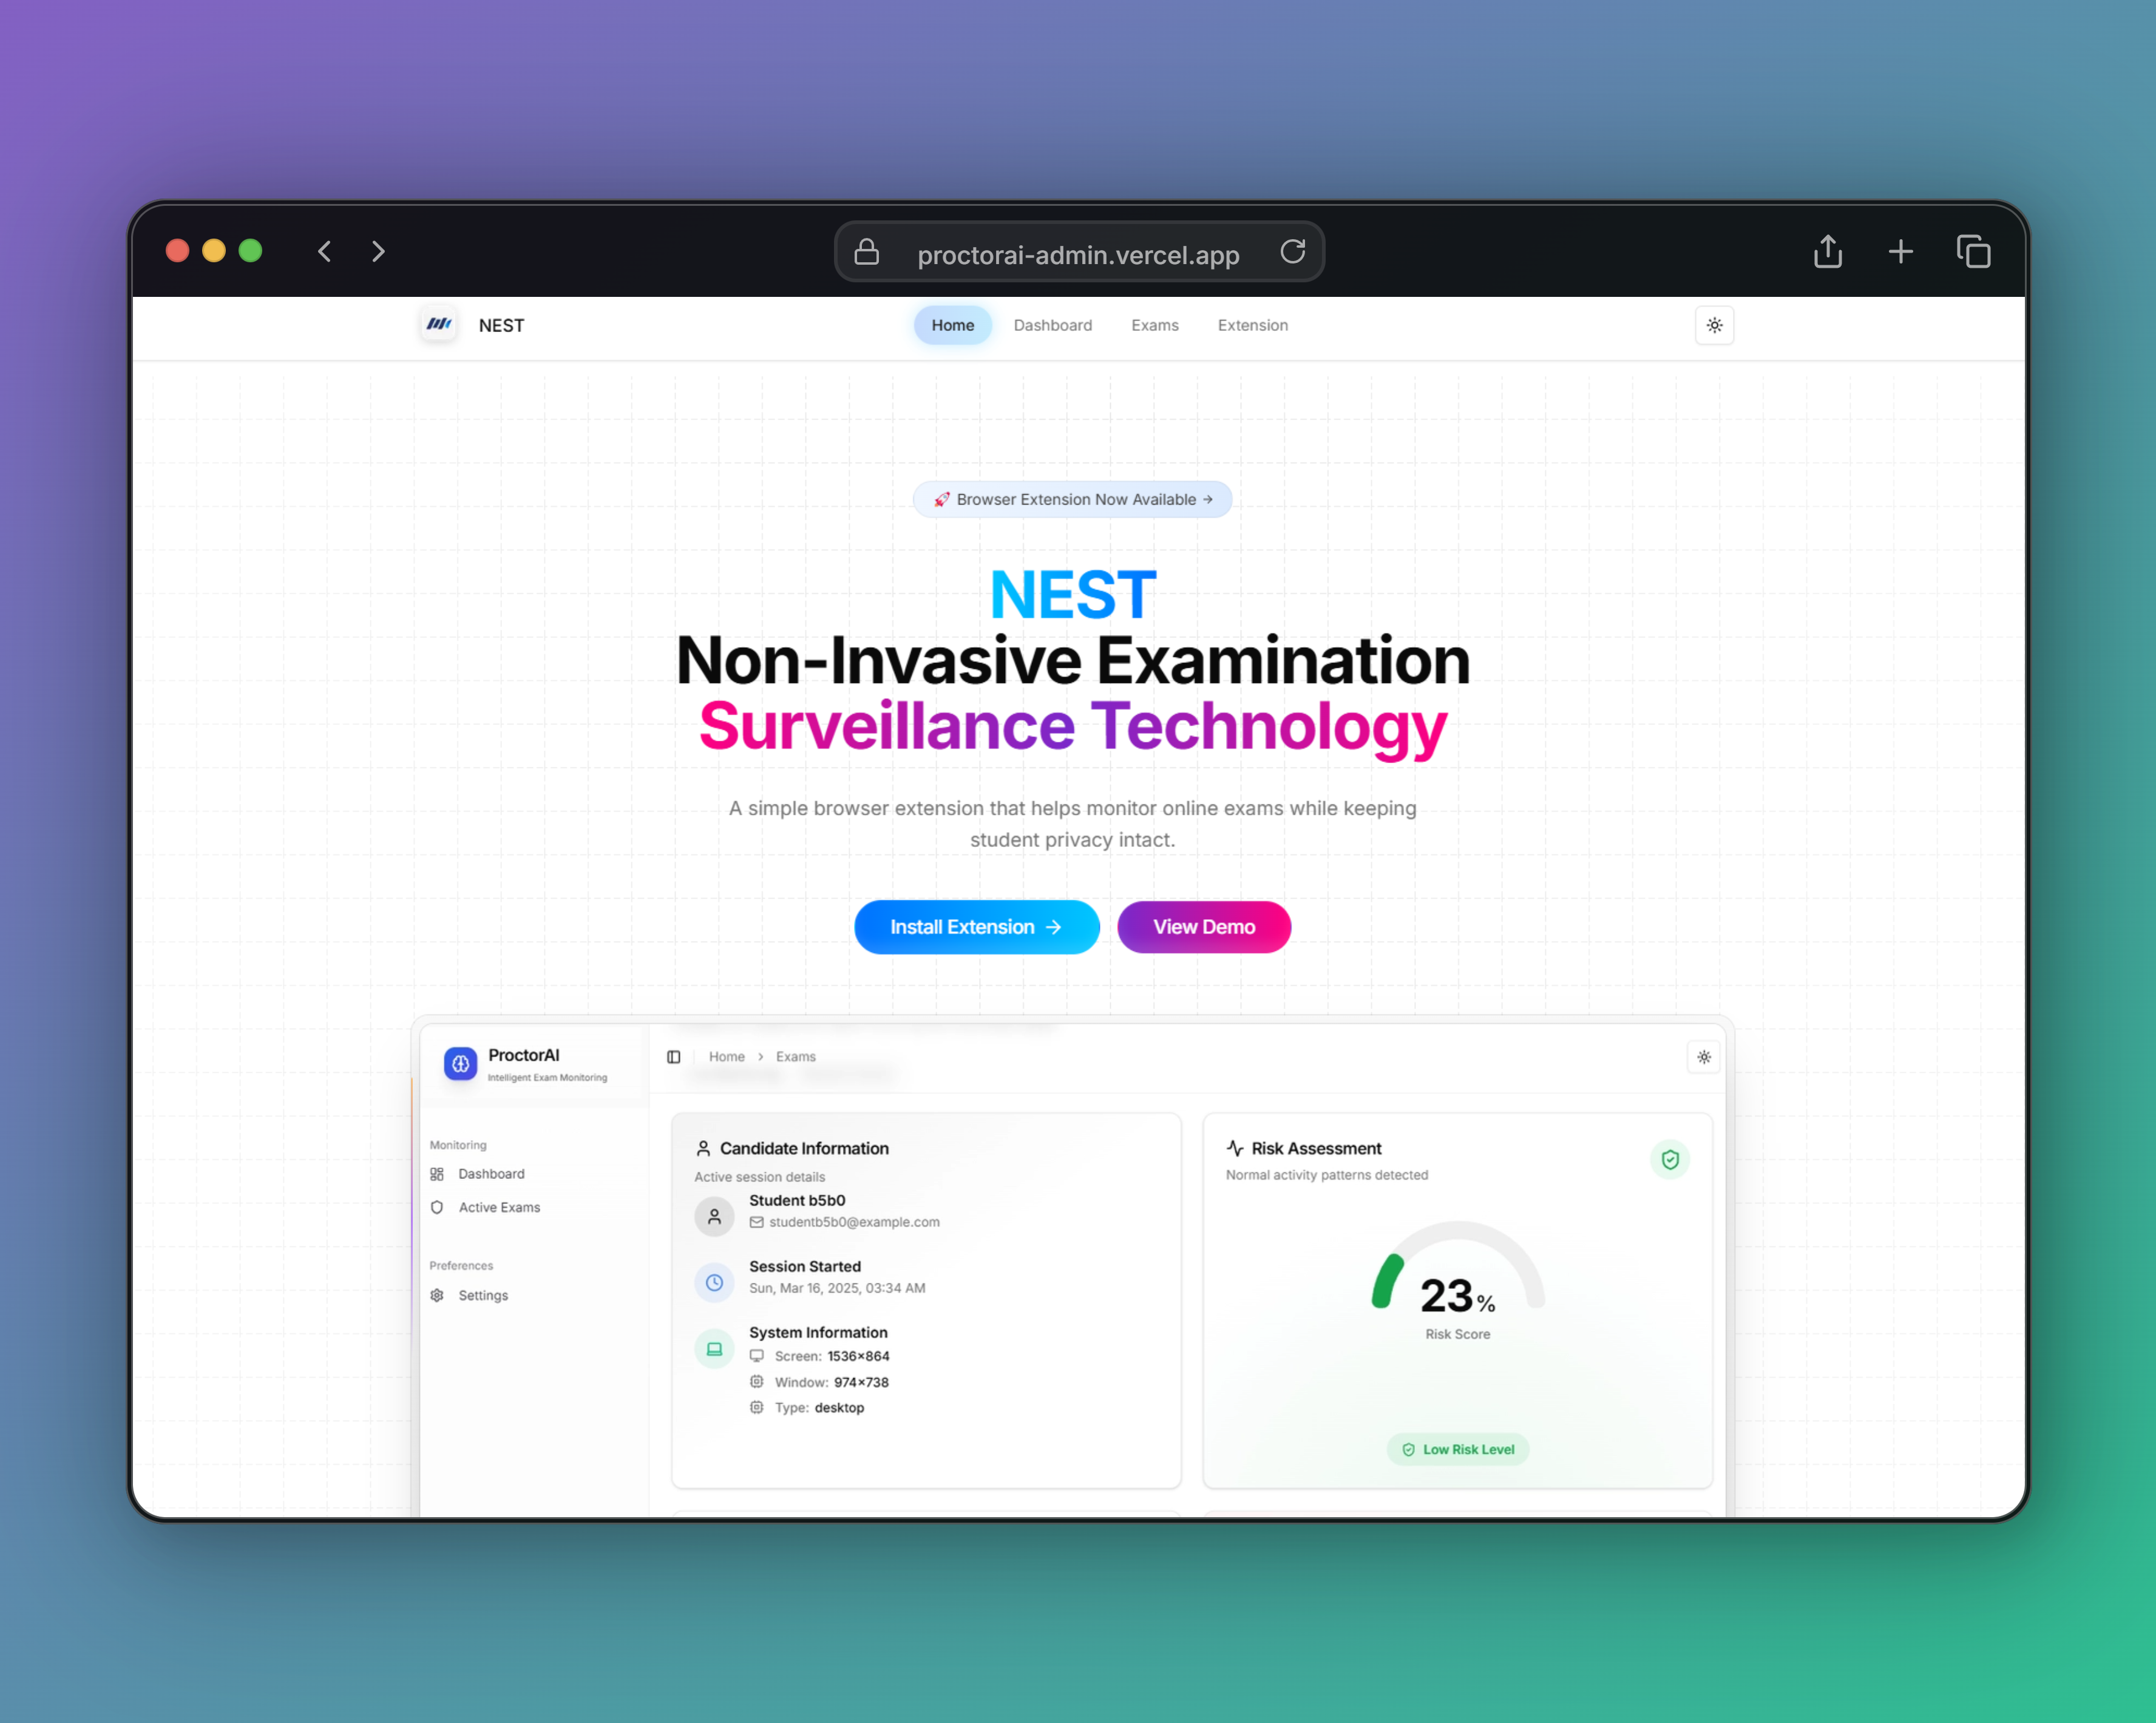 proctorai-admin.vercel.app
NEST
Home
Dashboard
Exams
Extension
🚀 Browser Extension Now Available →
NEST
Non-Invasive Examination
Surveillance Technology
A simple browser extension that helps monitor online exams while keeping
student privacy intact.
Install Extension →
View Demo
ProctorAI
Intelligent Exam Monitoring
Monitoring
Dashboard
Active Exams
Preferences
Settings
Home > Exams
Candidate Information
Active session details
Student b5b0
studentb5b0@example.com
Session Started
Sun, Mar 16, 2025, 03:34 AM
System Information
Screen: 1536×864
Window: 974×738
Type: desktop
Risk Assessment
Normal activity patterns detected
23%
Risk Score
Low Risk Level